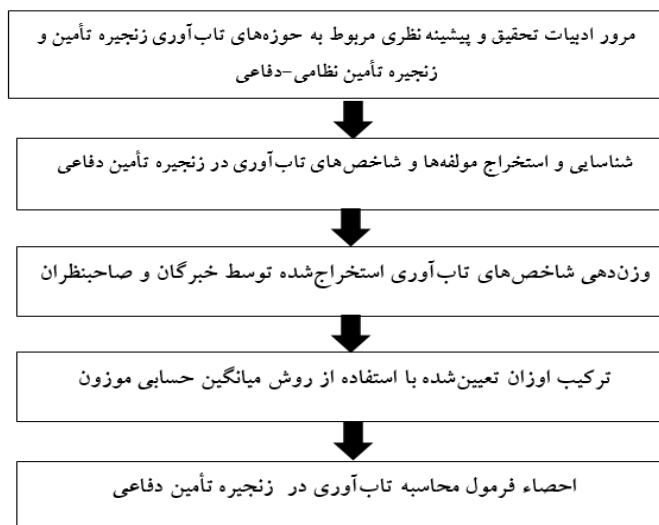 مرور ادبیات تحقیق و پیشینه نظری مربوط به حوزه‌های تاب‌آوری زنجیره تأمین و
زنجیره تأمین نظامی-دفاعی
شناسایی و استخراج مولفه‌ها و شاخص‌های تاب‌آوری در زنجیره تأمین دفاعی
وزن‌دهی شاخص‌های تاب‌آوری استخراج‌شده توسط خبرگان و صاحبنظران
ترکیب اوزان تعیین‌شده با استفاده از روش میانگین حسابی موزون
احصاء فرمول محاسبه تاب‌آوری در زنجیره تأمین دفاعی